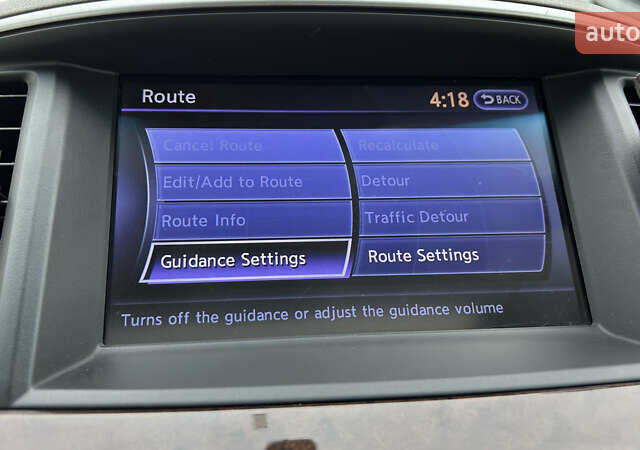 auto
Route
4:18
BACK
Cancel Route
Recalculate
Edit/Add to Route
Detour
Route Info
Traffic Detour
Guidance Settings
Route Settings
Turns off the guidance or adjust the guidance volume